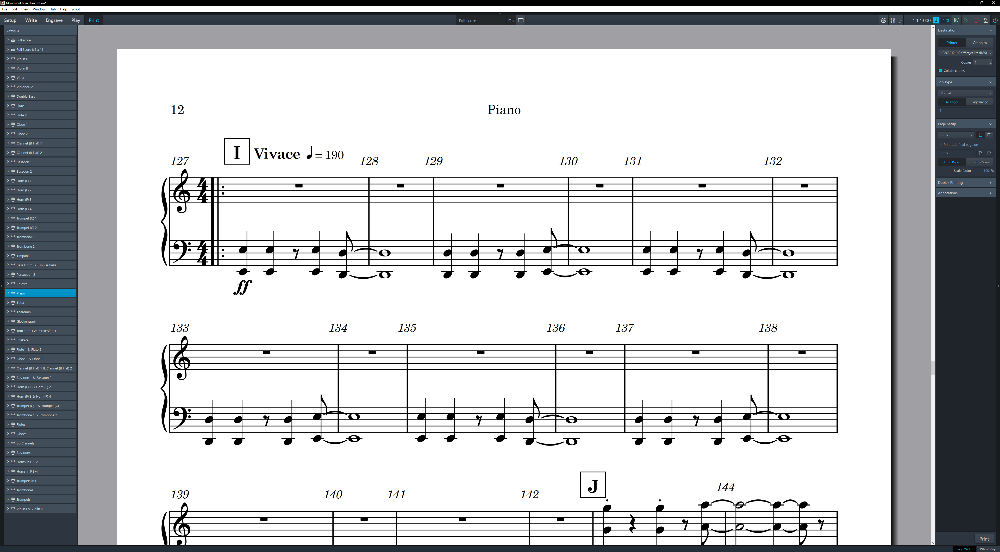 Movement IV in Dissertation*
File Edit View Window Hub Help Script
Setup Write Engrave Play Print
Full score
1.1.1.000
120
Layouts
Full score
Full Score 8.5 x 11
Violin I
Violin II
Viola
Violoncello
Double Bass
Flute 1
Flute 2
Oboe 1
Oboe 2
Clarinet (B Flat) 1
Clarinet (B Flat) 2
Bassoon 1
Bassoon 2
Horn (F) 1
Horn (F) 2
Horn (F) 3
Horn (F) 4
Trumpet (C) 1
Trumpet (C) 2
Trombone 1
Trombone 2
Timpani
Bass Drum & Tubular Bells
Percussion 2
Celeste
Piano
Tuba
Theremin
Glockenspiel
Tom-tom 1 & Percussion 1
Shekere
Flute 1 & Flute 2
Oboe 1 & Oboe 2
Clarinet (B Flat) 1 & Clarinet (B Flat) 2
Bassoon 1 & Bassoon 2
Horn (F) 1 & Horn (F) 2
Horn (F) 3 & Horn (F) 4
Trumpet (C) 1 & Trumpet (C) 2
Trombone 1 & Trombone 2
Flutes
Oboes
Bb Clarinets
Bassoons
Horns in F 1-2
Horns in F 3-4
Trumpets in C
Trombones
Trumpets
Violin I & Violin II
12
Piano
I Vivace ♩ = 190
127 128 129 130 131 132
4 4
4 4
ff
133 134 135 136 137 138
J
139 140 141 142 144
Destination
Printer Graphics
HP2C3012 (HP Officejet Pro 6830)
Copies 1
Collate copies
Job Type
Normal
All Pages Page Range
1
Page Setup
Letter
Print odd final page on
Letter
Fit to Paper Custom Scale
Scale factor 100 %
Duplex Printing
Annotations
Print
Page Width Whole Page